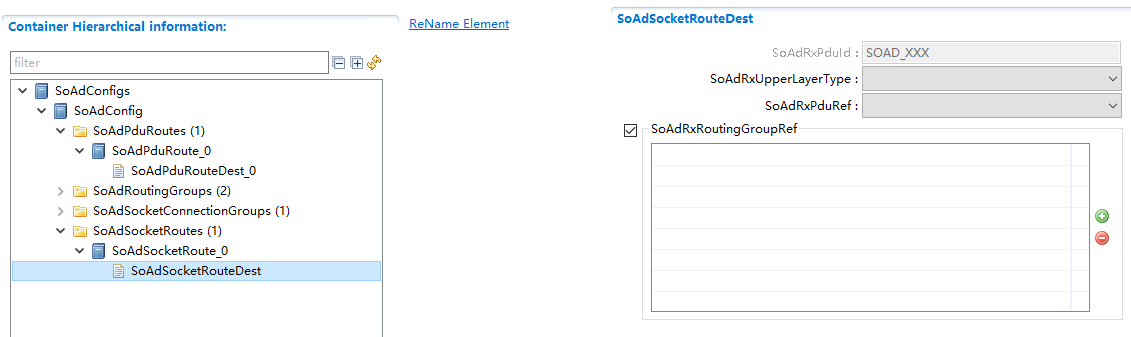 Container Hierarchical information:
ReName Element
filter
SoAdConfigs
SoAdConfig
SoAdPduRoutes (1)
SoAdPduRoute_0
SoAdPduRouteDest_0
SoAdRoutingGroups (2)
SoAdSocketConnectionGroups (1)
SoAdSocketRoutes (1)
SoAdSocketRoute_0
SoAdSocketRouteDest
SoAdSocketRouteDest
SoAdRxPduId : SOAD_XXX
SoAdRxUpperLayerType :
SoAdRxPduRef :
SoAdRxRoutingGroupRef